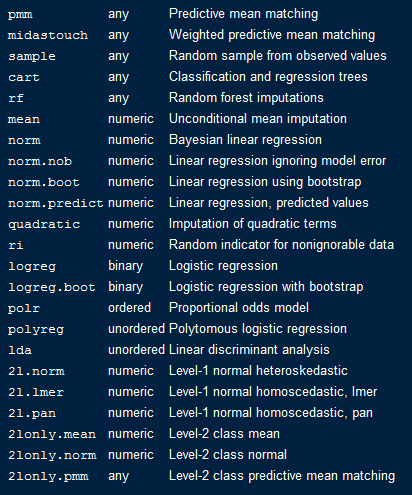 pmm any Predictive mean matching
midastouch any Weighted predictive mean matching
sample any Random sample from observed values
cart any Classification and regression trees
rf any Random forest imputations
mean numeric Unconditional mean imputation
norm numeric Bayesian linear regression
norm.nob numeric Linear regression ignoring model error
norm.boot numeric Linear regression using bootstrap
norm.predict numeric Linear regression, predicted values
quadratic numeric Imputation of quadratic terms
ri numeric Random indicator for nonignorable data
logreg binary Logistic regression
logreg.boot binary Logistic regression with bootstrap
polr ordered Proportional odds model
polyreg unordered Polytomous logistic regression
lda unordered Linear discriminant analysis
2l.norm numeric Level-1 normal heteroskedastic
2l.lmer numeric Level-1 normal homoscedastic, lmer
2l.pan numeric Level-1 normal homoscedastic, pan
2lonly.mean numeric Level-2 class mean
2lonly.norm numeric Level-2 class normal
2lonly.pmm any Level-2 class predictive mean matching